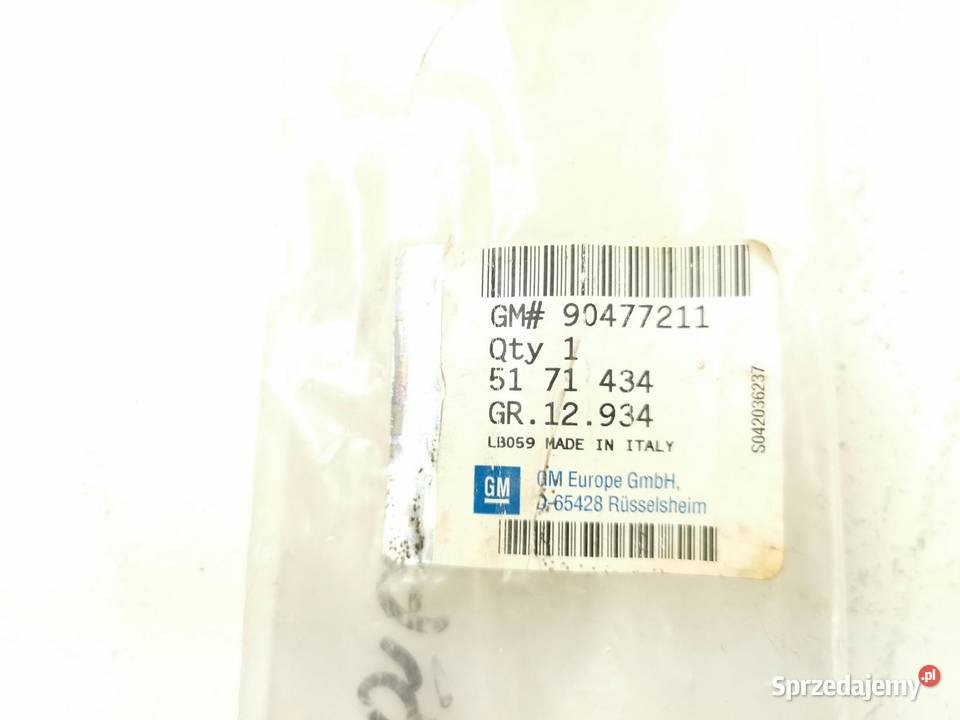 GM# 90477211
Qty 1
51 71 434
GR.12.934
LB059 MADE IN ITALY
S042036237
GM
GM Europe GmbH,
D-65428 Rüsselsheim
Sprzedajemy.pl